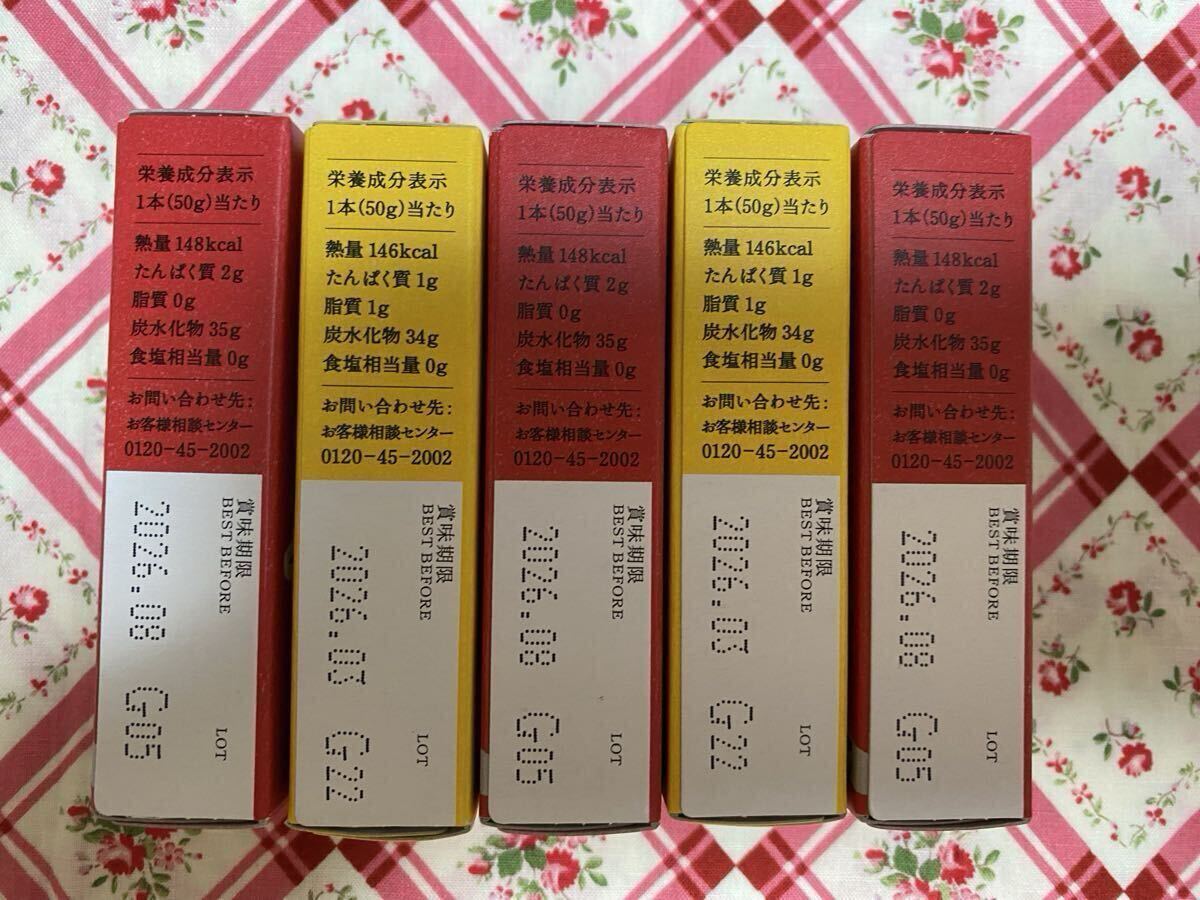 栄養成分表示
1本(50g)当たり
熱量 148kcal
たんぱく質 2g
脂質 0g
炭水化物 35g
食塩相当量 0g
お問い合わせ先:
お客様相談センター
0120-45-2002
賞味期限
BEST BEFORE
LOT
2026.08 G05
栄養成分表示
1本(50g)当たり
熱量 146kcal
たんぱく質 1g
脂質 1g
炭水化物 34g
食塩相当量 0g
お問い合わせ先:
お客様相談センター
0120-45-2002
賞味期限
BEST BEFORE
LOT
2026.03 G22
栄養成分表示
1本(50g)当たり
熱量 148kcal
たんぱく質 2g
脂質 0g
炭水化物 35g
食塩相当量 0g
お問い合わせ先:
お客様相談センター
0120-45-2002
賞味期限
BEST BEFORE
LOT
2026.08 G05
栄養成分表示
1本(50g)当たり
熱量 146kcal
たんぱく質 1g
脂質 1g
炭水化物 34g
食塩相当量 0g
お問い合わせ先:
お客様相談センター
0120-45-2002
賞味期限
BEST BEFORE
LOT
2026.03 G22
栄養成分表示
1本(50g)当たり
熱量 148kcal
たんぱく質 2g
脂質 0g
炭水化物 35g
食塩相当量 0g
お問い合わせ先:
お客様相談センター
0120-45-2002
賞味期限
BEST BEFORE
LOT
2026.08 G05